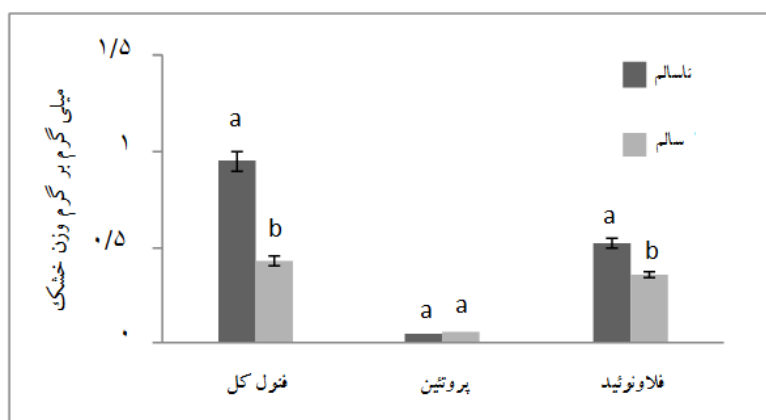 ۱/۵
۱
۰/۵
۰
میلی گرم بر گرم وزن خشک
ناسالم
سالم
a
b
a
a
a
b
فنول کل
پروتئین
فلاونوئید